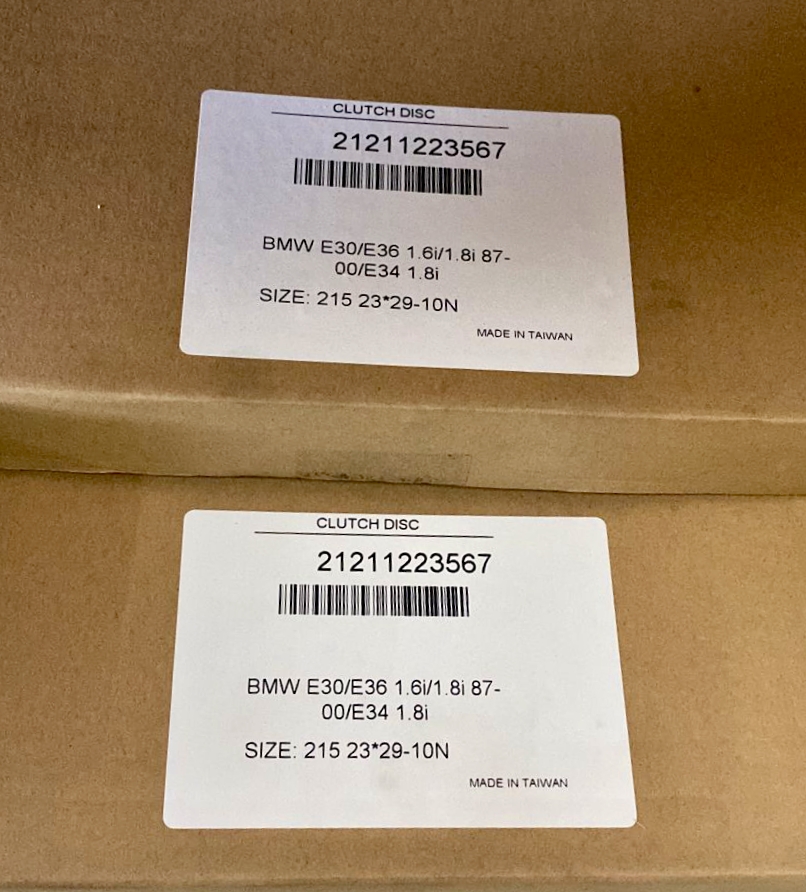 CLUTCH DISC
21211223567
BMW E30/E36 1.6i/1.8i 87-
00/E34 1.8i
SIZE: 215 23*29-10N
MADE IN TAIWAN
CLUTCH DISC
21211223567
BMW E30/E36 1.6i/1.8i 87-
00/E34 1.8i
SIZE: 215 23*29-10N
MADE IN TAIWAN